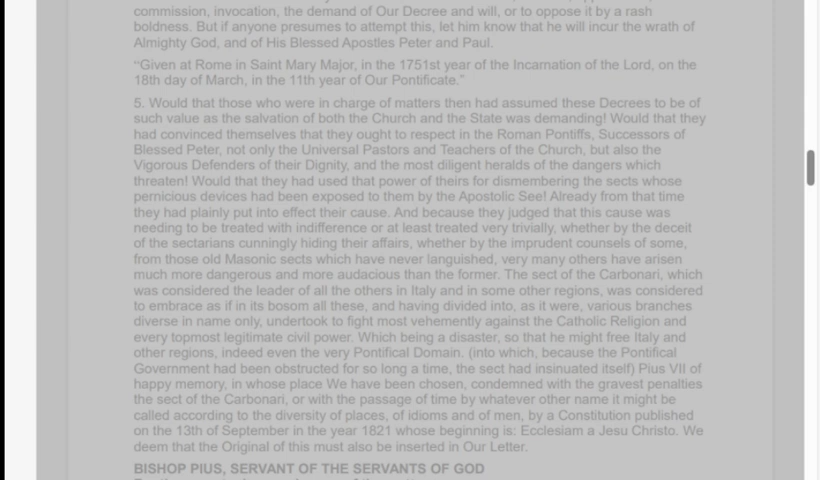 commission, invocation, the demand of Our Decree and will, or to oppose it by a rash
boldness. But if anyone presumes to attempt this, let him know that he will incur the wrath of
Almighty God, and of His Blessed Apostles Peter and Paul.
“Given at Rome in Saint Mary Major, in the 1751st year of the Incarnation of the Lord, on the
18th day of March, in the 11th year of Our Pontificate.”
5. Would that those who were in charge of matters then had assumed these Decrees to be of
such value as the salvation of both the Church and the State was demanding! Would that they
had convinced themselves that they ought to respect in the Roman Pontiffs, Successors of
Blessed Peter, not only the Universal Pastors and Teachers of the Church, but also the
Vigorous Defenders of their Dignity, and the most diligent heralds of the dangers which
threaten! Would that they had used that power of theirs for dismembering the sects whose
pernicious devices had been exposed to them by the Apostolic See! Already from that time
they had plainly put into effect their cause. And because they judged that this cause was
needing to be treated with indifference or at least treated very trivially, whether by the deceit
of the sectarians cunningly hiding their affairs, whether by the imprudent counsels of some,
from those old Masonic sects which have never languished, very many others have arisen
much more dangerous and more audacious than the former. The sect of the Carbonari, which
was considered the leader of all the others in Italy and in some other regions, was considered
to embrace as if in its bosom all these, and having divided into, as it were, various branches
diverse in name only, undertook to fight most vehemently against the Catholic Religion and
every topmost legitimate civil power. Which being a disaster, so that he might free Italy and
other regions, indeed even the very Pontifical Domain. (into which, because the Pontifical
Government had been obstructed for so long a time, the sect had insinuated itself) Pius VII of
happy memory, in whose place We have been chosen, condemned with the gravest penalties
the sect of the Carbonari, or with the passage of time by whatever other name it might be
called according to the diversity of places, of idioms and of men, by a Constitution published
on the 13th of September in the year 1821 whose beginning is: Ecclesiam a Jesu Christo. We
deem that the Original of this must also be inserted in Our Letter.
BISHOP PIUS, SERVANT OF THE SERVANTS OF GOD